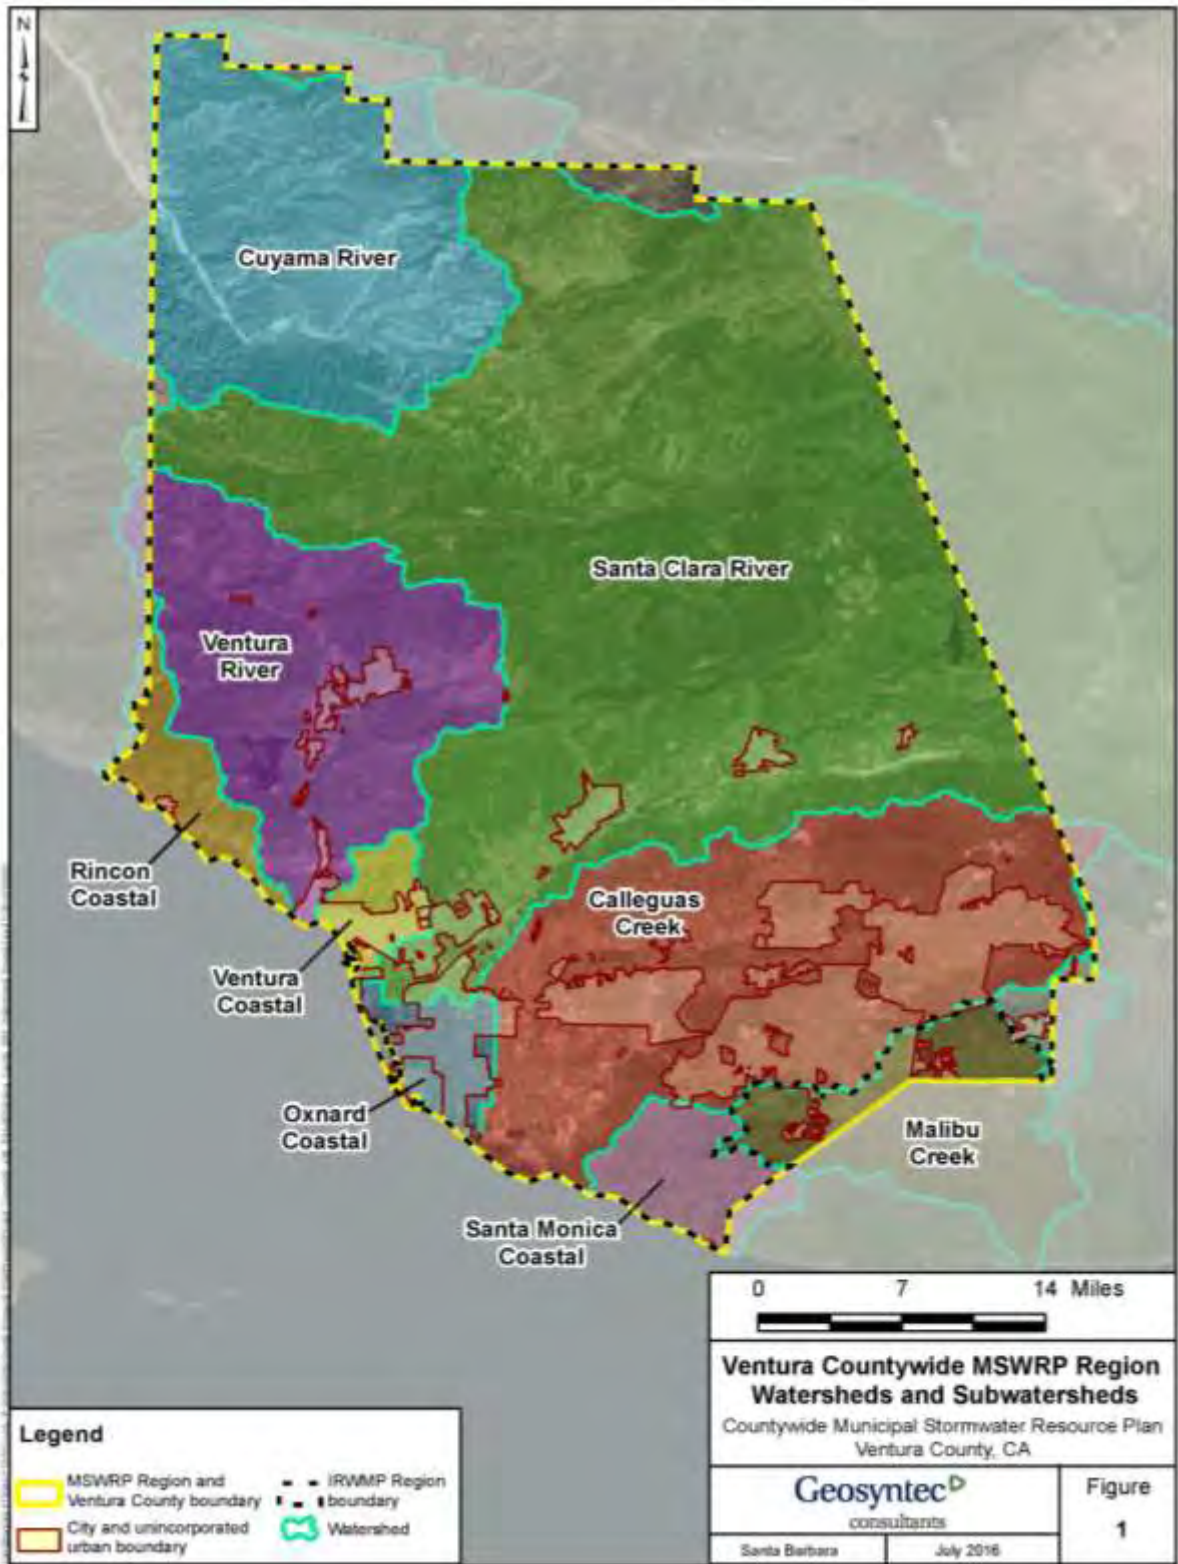 N
Cuyama River
Santa Clara River
Ventura
River
Rincon
Coastal
Calleguas
Creek
Ventura
Coastal
Oxnard
Coastal
Malibu
Creek
Santa Monica
Coastal
0 7 14 Miles
Ventura Countywide MSWRP Region
Watersheds and Subwatersheds
Countywide Municipal Stormwater Resource Plan
Ventura County, CA
Geosyntec
consultants
Figure
1
Santa Barbara
July 2016
Legend
MSWRP Region and
Ventura County boundary
City and unincorporated
urban boundary
IRWMP Region
boundary
Watershed